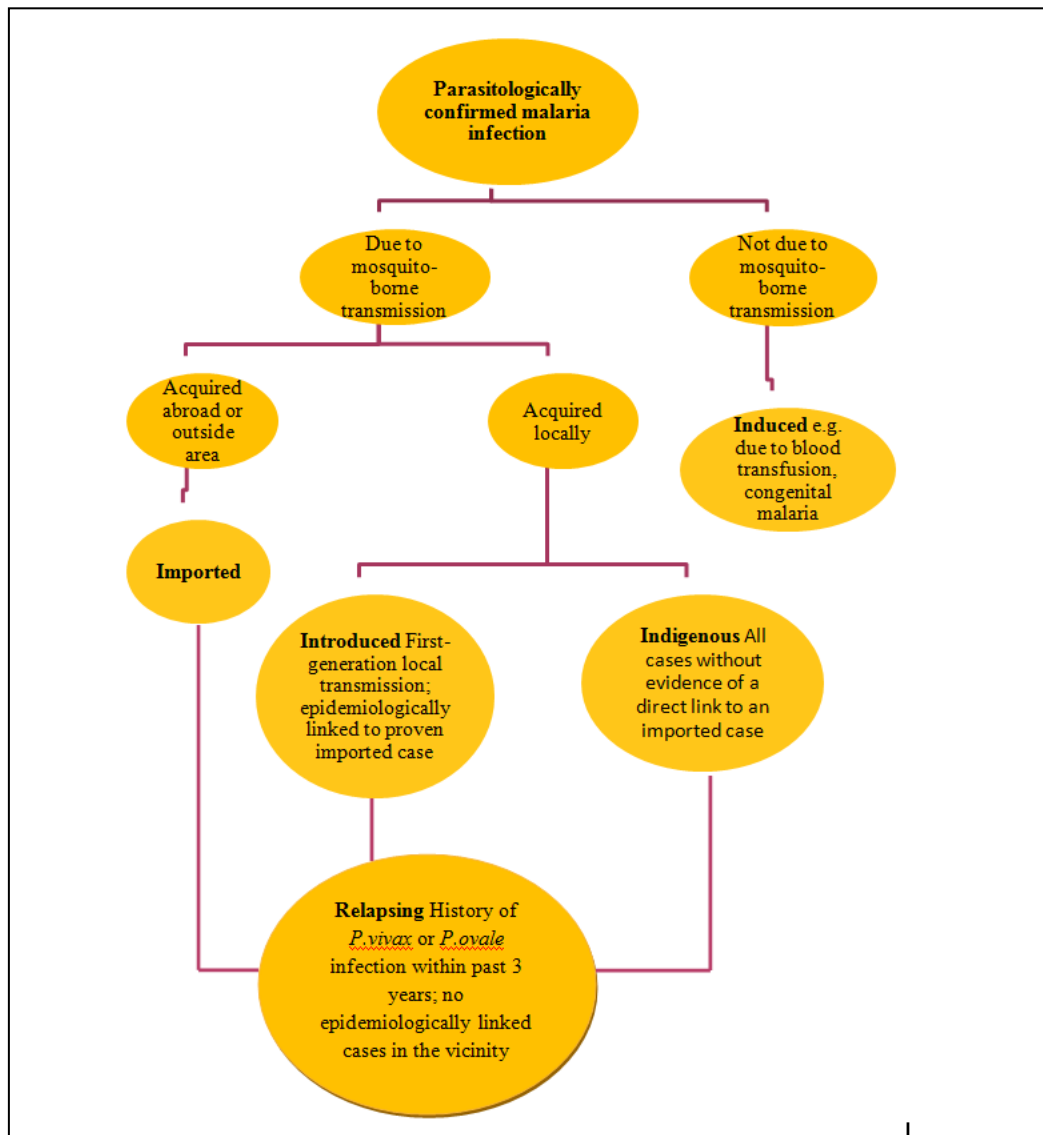 Parasitologically
confirmed malaria
infection
Due to
mosquito-
borne
transmission
Not due to
mosquito-
borne
transmission
Acquired
abroad or
outside
area
Acquired
locally
Induced e.g.
due to blood
transfusion,
congenital
malaria
Imported
Introduced First-
generation local
transmission;
epidemiologically
linked to proven
imported case
Indigenous All
cases without
evidence of a
direct link to an
imported case
Relapsing History of
P.vivax or P.ovale
infection within past 3
years; no
epidemiologically linked
cases in the vicinity